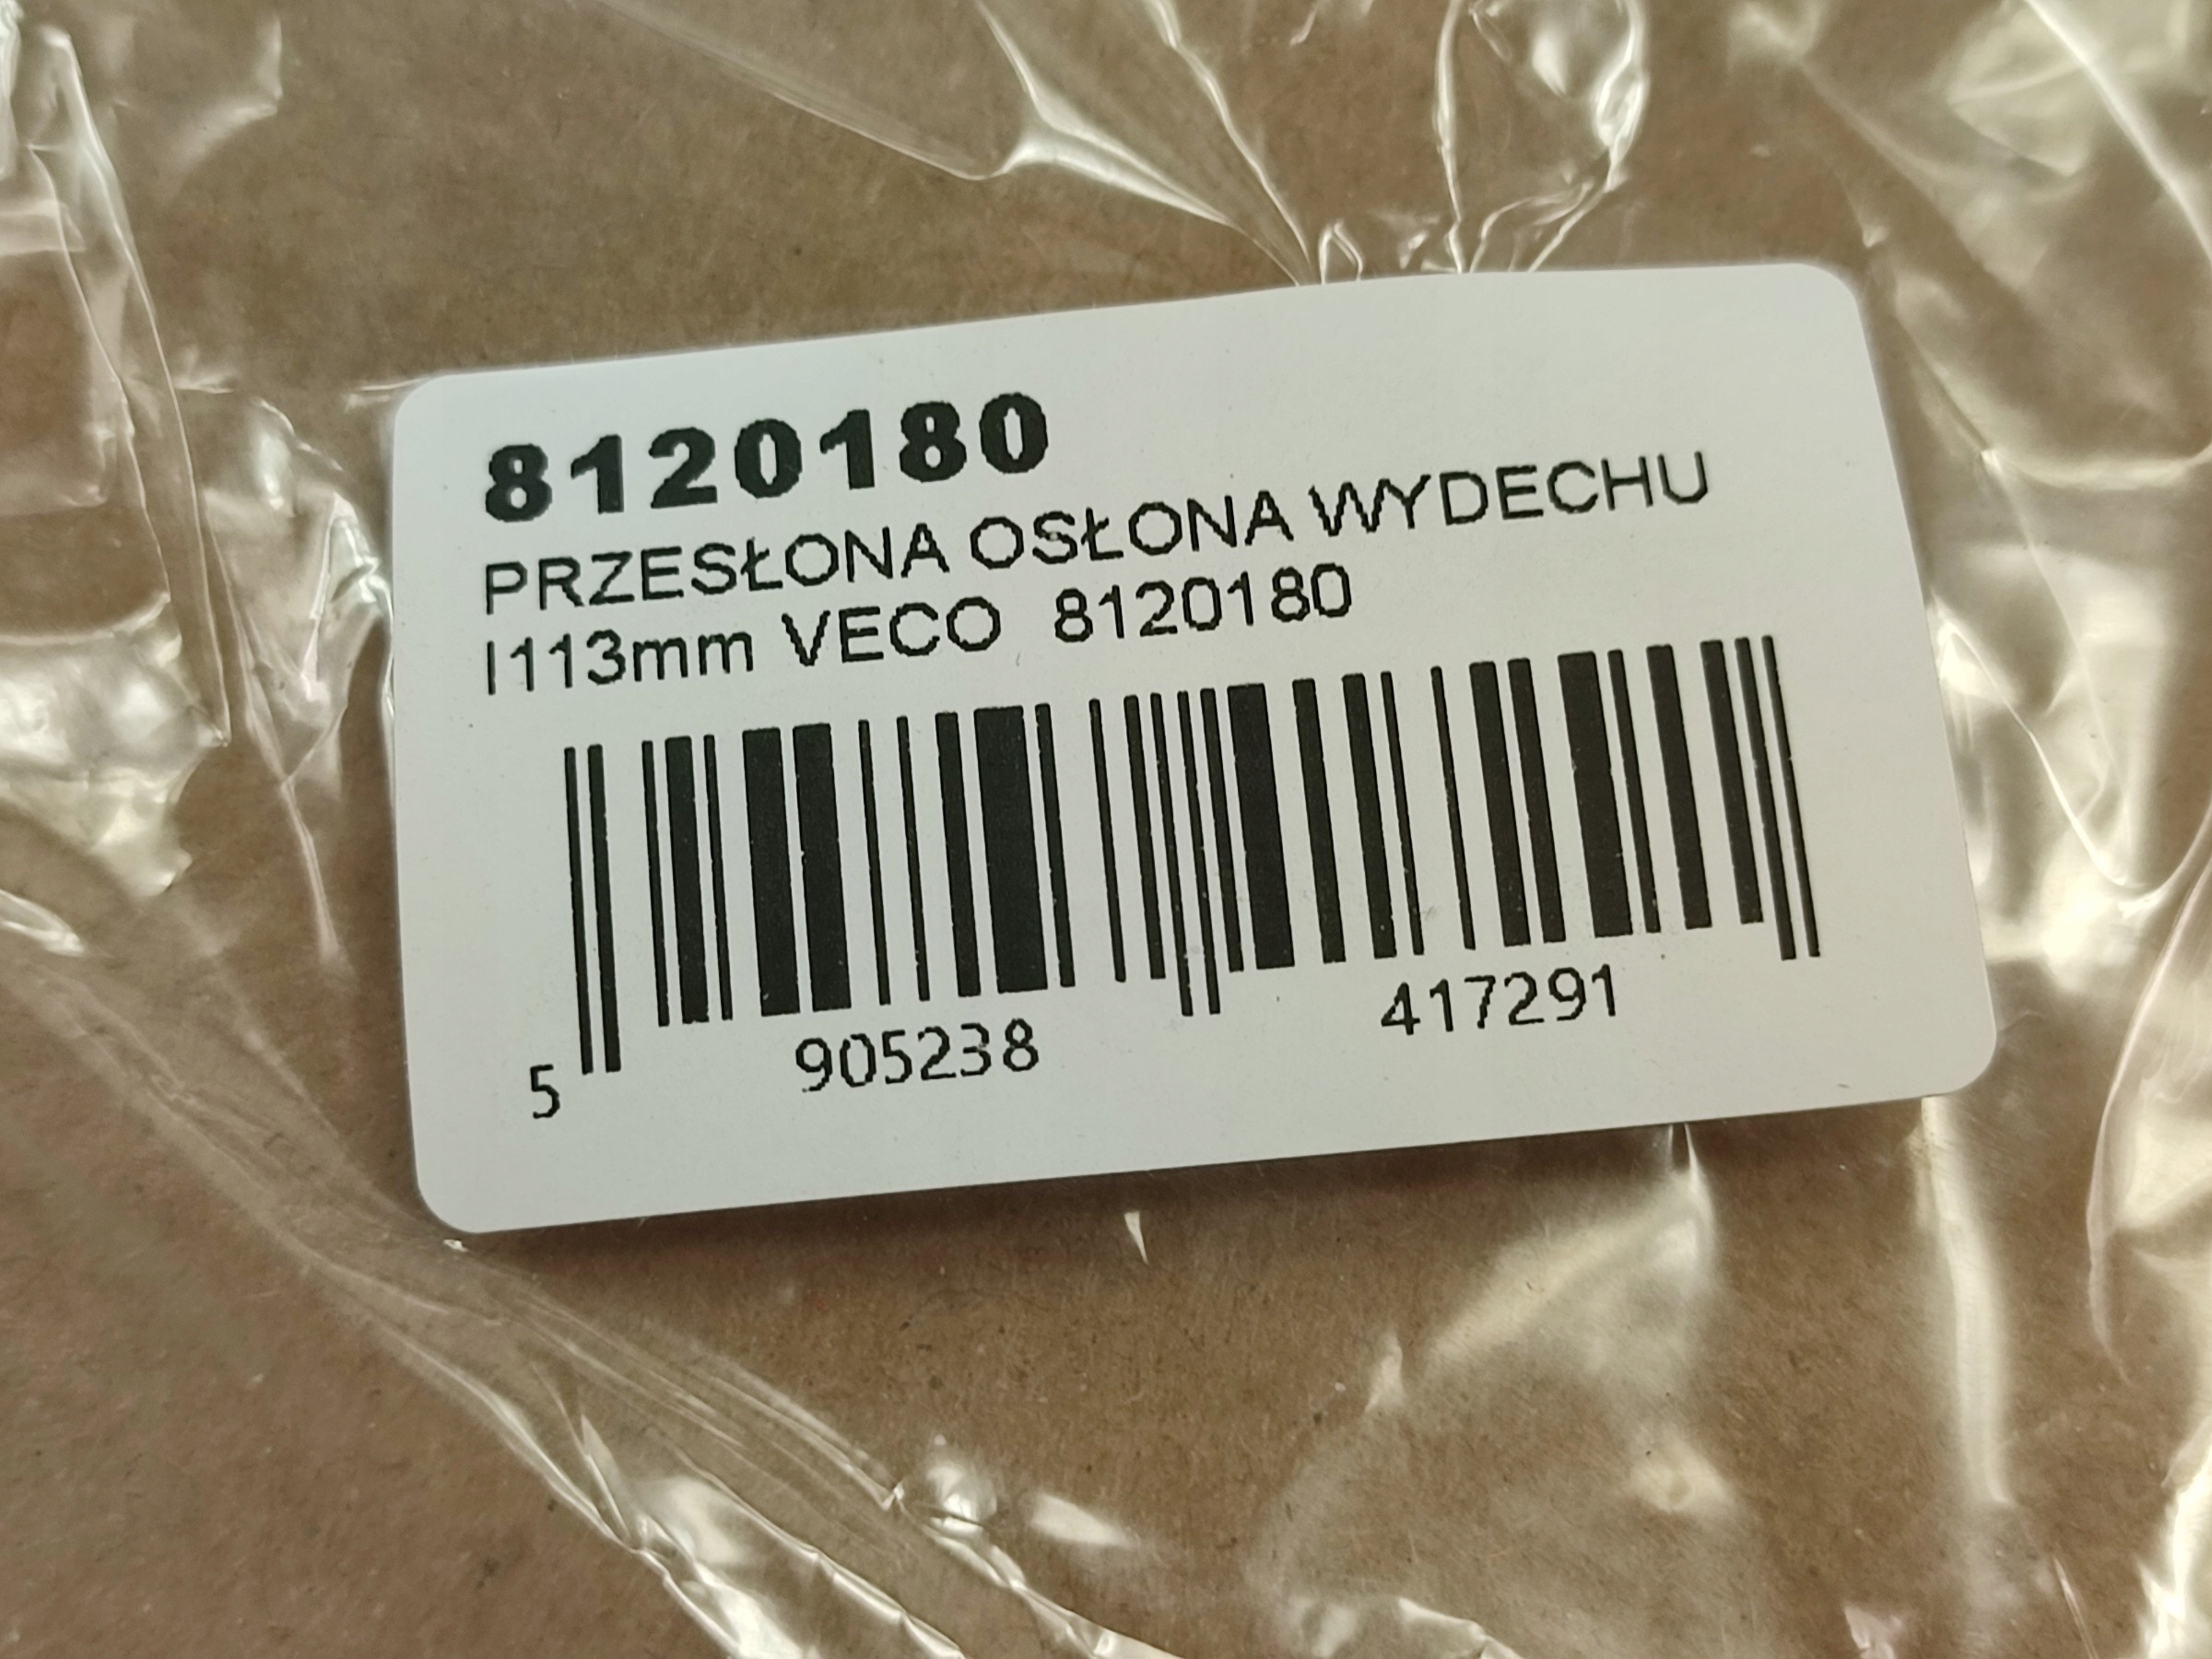 8120180
PRZESŁONA OSŁONA WYDECHU
l113mm VECO 8120180
5 905238 417291